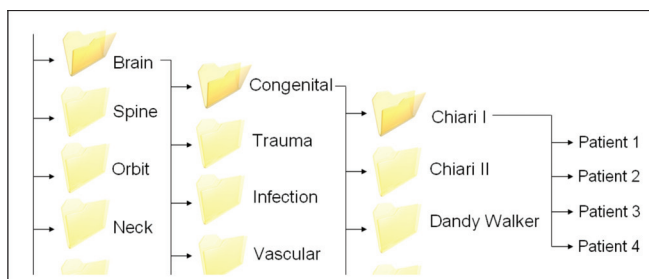 Brain
Spine
Orbit
Neck
Congenital
Trauma
Infection
Vascular
Chiari I
Chiari II
Dandy Walker
Patient 1
Patient 2
Patient 3
Patient 4